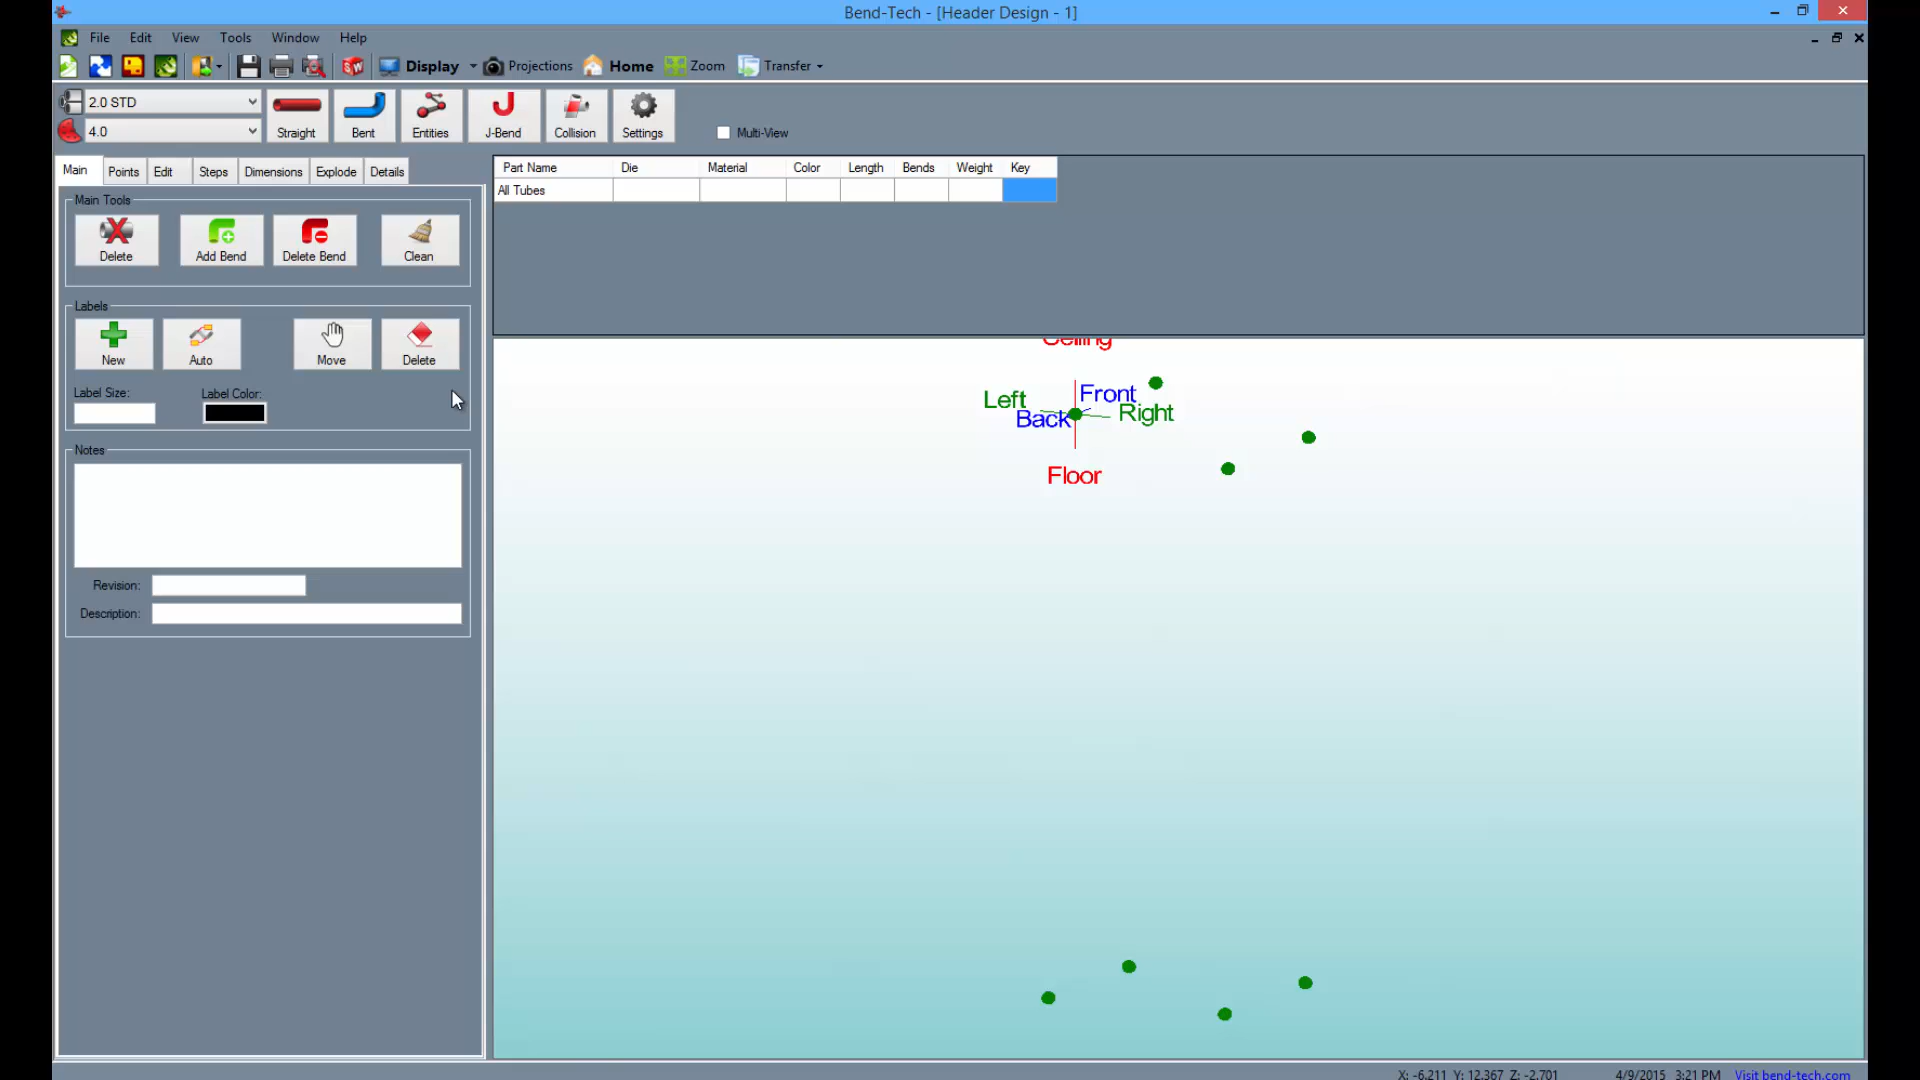 Bend-Tech - [Header Design - 1]
File Edit View Tools Window Help
Display Projections Home Zoom Transfer
2.0 STD
4.0
Straight Bent Entities J-Bend Collision Settings Multi-View
Main Points Edit Steps Dimensions Explode Details
Main Tools
Delete Add Bend Delete Bend Clean
Labels
New Auto Move Delete
Label Size: Label Color:
Notes
Revision:
Description:
Part Name Die Material Color Length Bends Weight Key
All Tubes
Ceiling
Left Front
Back Right
Floor
X: -6.211 Y: 12.367 Z: -2.701 4/9/2015 3:21 PM Visit bend-tech.com